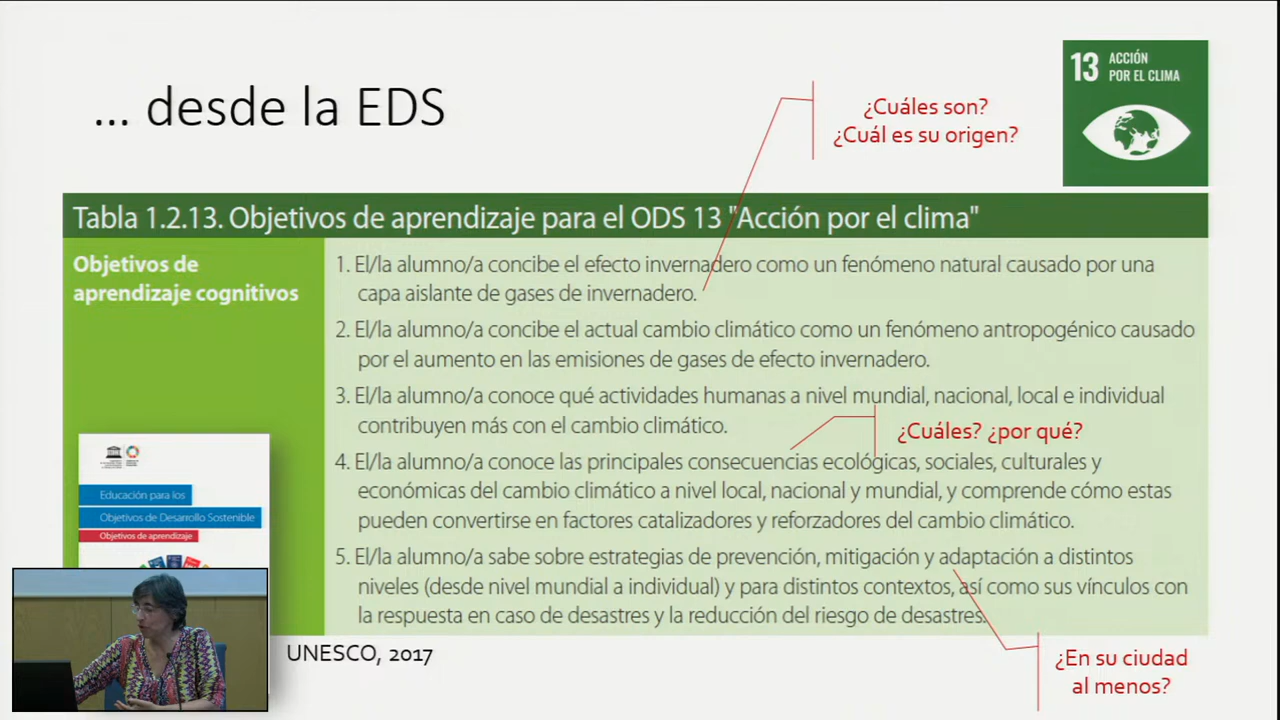 ... desde la EDS
13 ACCIÓN
POR EL CLIMA
¿Cuáles son?
¿Cuál es su origen?
Tabla 1.2.13. Objetivos de aprendizaje para el ODS 13 "Acción por el clima"
Objetivos de
aprendizaje cognitivos
1. El/la alumno/a concibe el efecto invernadero como un fenómeno natural causado por una
capa aislante de gases de invernadero.
2. El/la alumno/a concibe el actual cambio climático como un fenómeno antropogénico causado
por el aumento en las emisiones de gases de efecto invernadero.
3. El/la alumno/a conoce qué actividades humanas a nivel mundial, nacional, local e individual
contribuyen más con el cambio climático.
¿Cuáles? ¿por qué?
4. El/la alumno/a conoce las principales consecuencias ecológicas, sociales, culturales y
económicas del cambio climático a nivel local, nacional y mundial, y comprende cómo estas
pueden convertirse en factores catalizadores y reforzadores del cambio climático.
5. El/la alumno/a sabe sobre estrategias de prevención, mitigación y adaptación a distintos
niveles (desde nivel mundial a individual) y para distintos contextos, así como sus vínculos con
la respuesta en caso de desastres y la reducción del riesgo de desastres.
Educación para los
Objetivos de Desarrollo Sostenible
Objetivos de aprendizaje
UNESCO, 2017
¿En su ciudad
al menos?